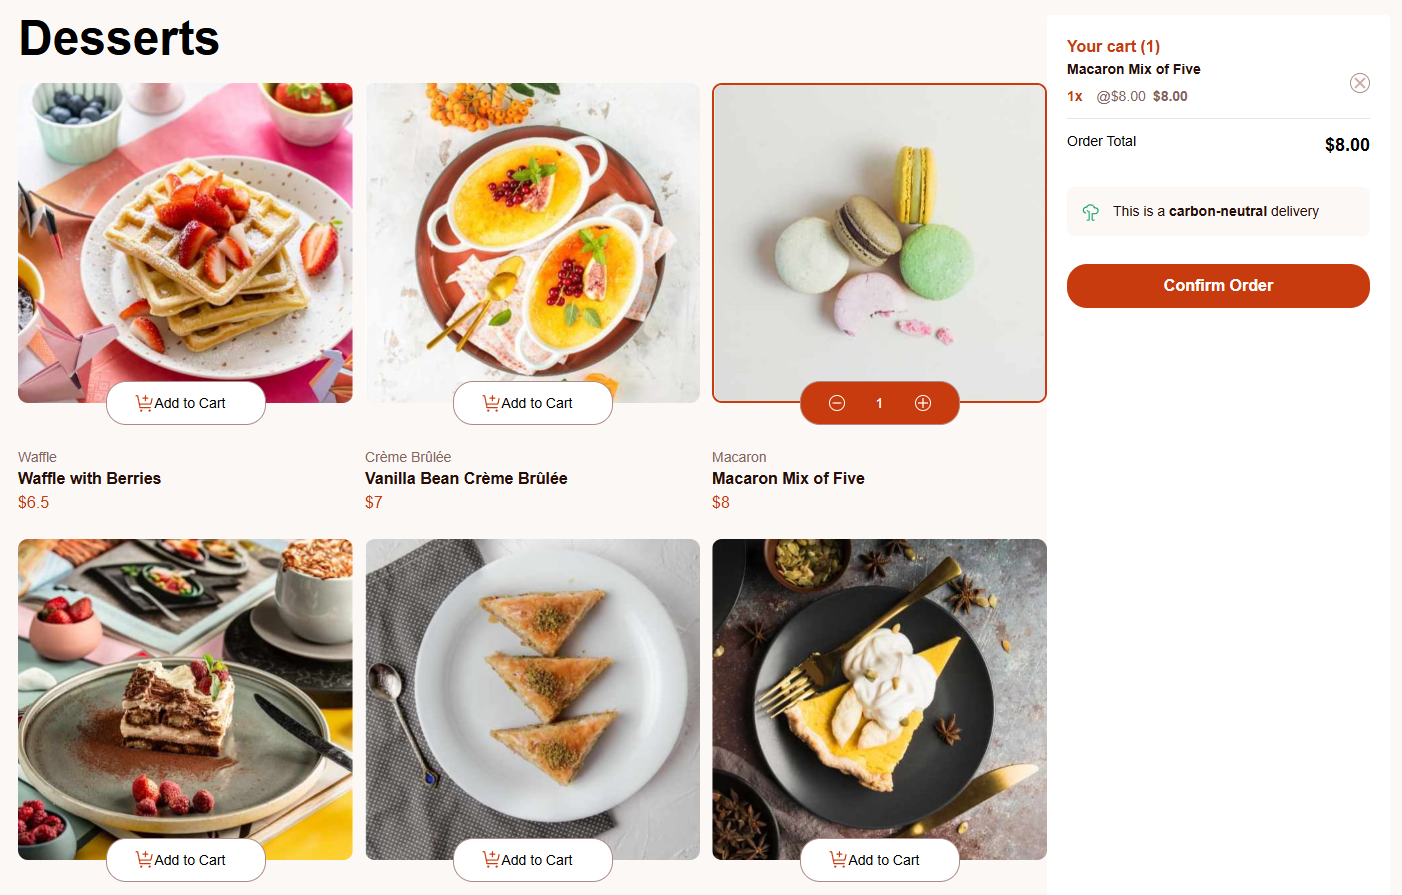 Desserts
Add to Cart
Add to Cart
1
Waffle
Waffle with Berries
$6.5
Crème Brûlée
Vanilla Bean Crème Brûlée
$7
Macaron
Macaron Mix of Five
$8
Add to Cart
Add to Cart
Add to Cart
Your cart (1)
Macaron Mix of Five
1x @$8.00 $8.00
Order Total $8.00
This is a carbon-neutral delivery
Confirm Order